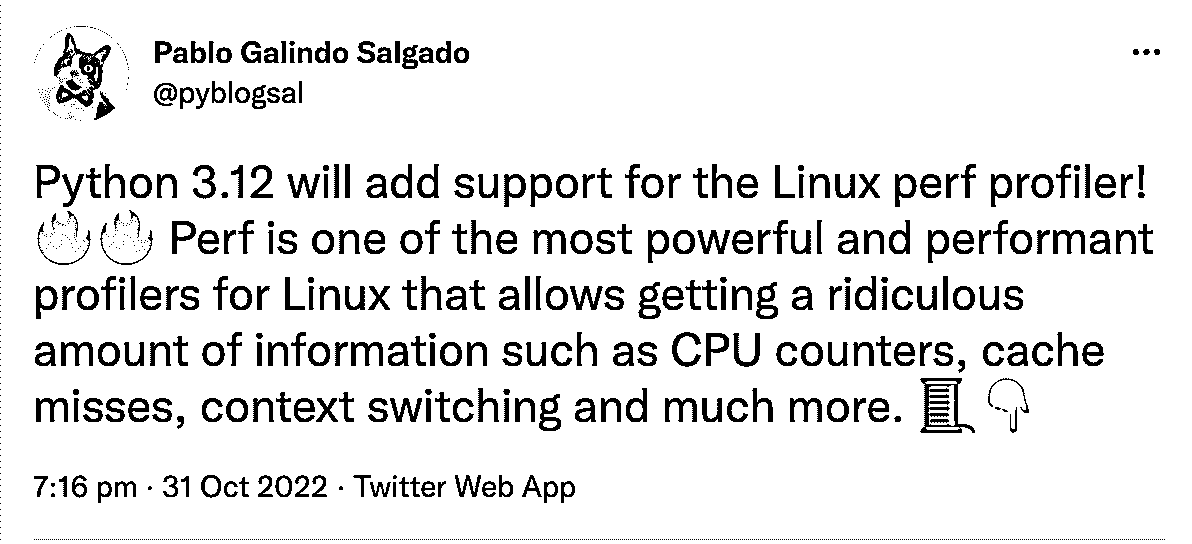 Pablo Galindo Salgado
@pyblogsal
Python 3.12 will add support for the Linux perf profiler!
🔥🔥 Perf is one of the most powerful and performant
profilers for Linux that allows getting a ridiculous
amount of information such as CPU counters, cache
misses, context switching and much more. 🧵👇
7:16 pm · 31 Oct 2022 · Twitter Web App